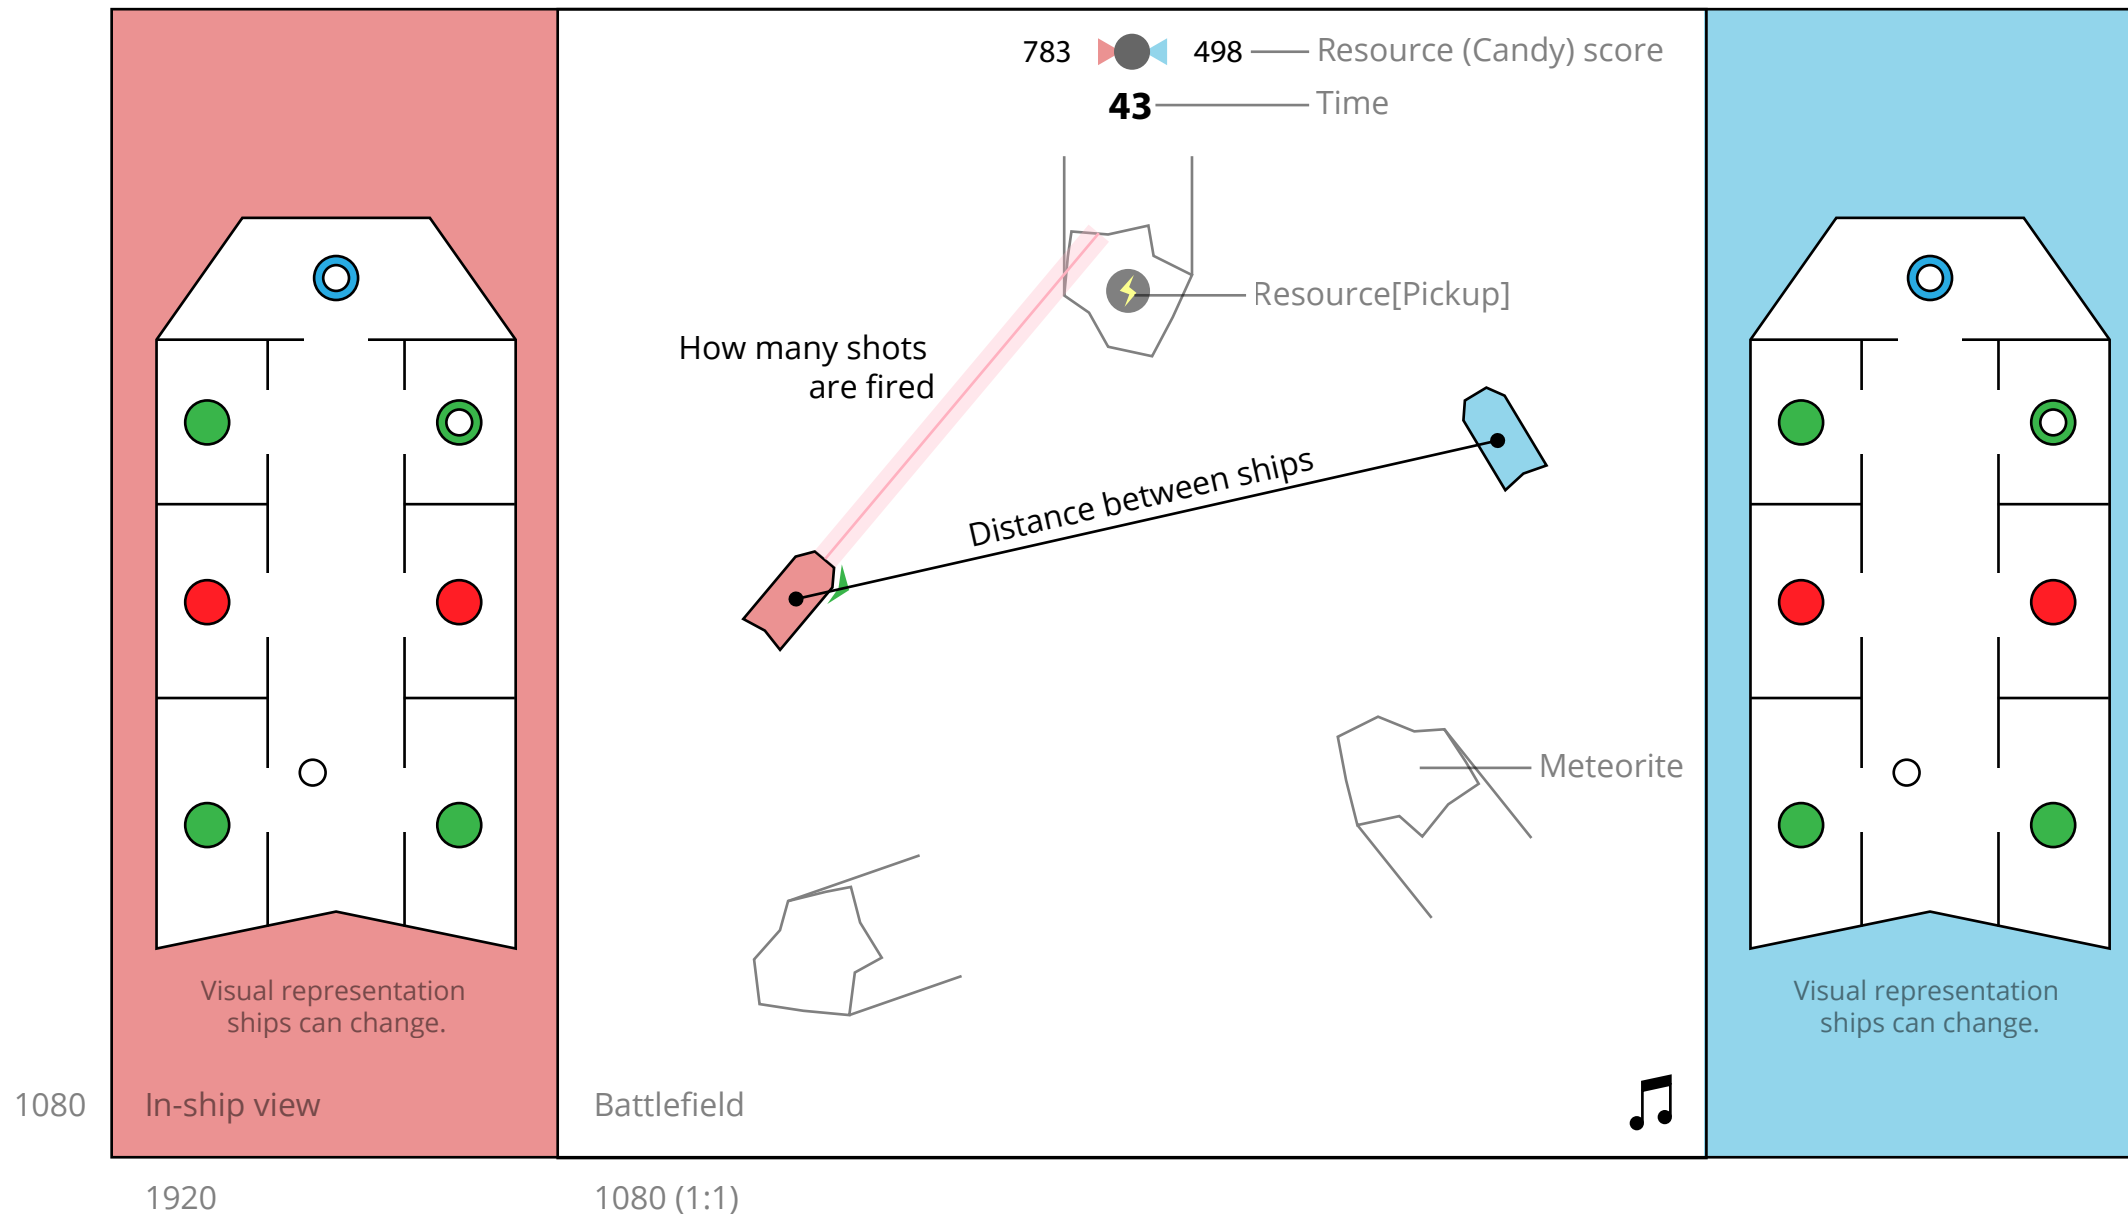 783 498 Resource (Candy) score
43 Time
Resource[Pickup]
How many shots
are fired
Distance between ships
Meteorite
Visual representation
ships can change.
Visual representation
ships can change.
1080 In-ship view Battlefield
1920 1080 (1:1)